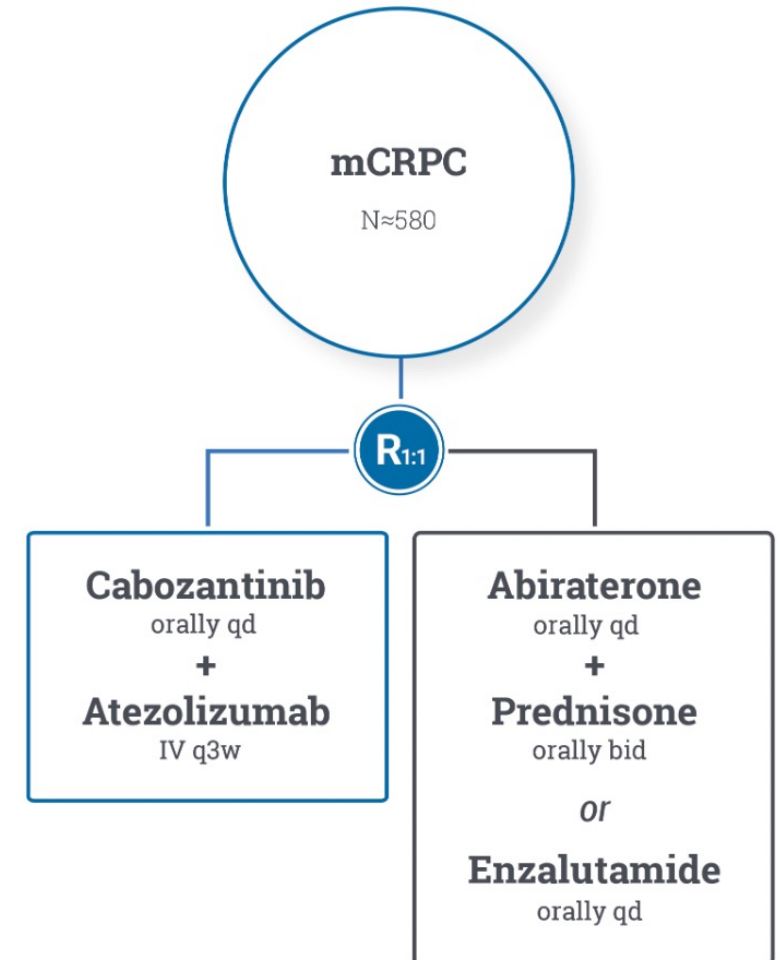 mCRPC
N≈580
R1:1
Cabozantinib
orally qd
+
Atezolizumab
IV q3w
Abiraterone
orally qd
+
Prednisone
orally bid
or
Enzalutamide
orally qd